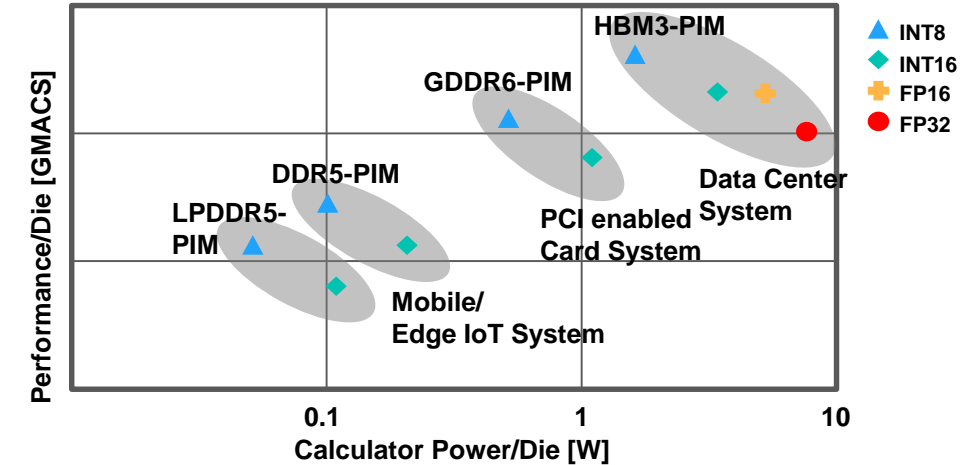 HBM3-PIM
GDDR6-PIM
DDR5-PIM
LPDDR5-
PIM
Data Center
System
PCI enabled
Card System
Mobile/
Edge IoT System
INT8
INT16
FP16
FP32
Performance/Die [GMACS]
0.1
1
10
Calculator Power/Die [W]